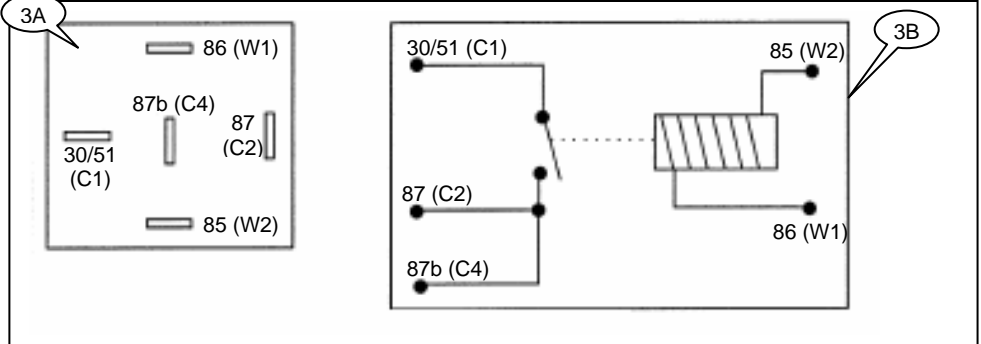 3A
86 (W1)
87b (C4)
87
(C2)
30/51
(C1)
85 (W2)
30/51 (C1)
85 (W2)
3B
87 (C2)
86 (W1)
87b (C4)